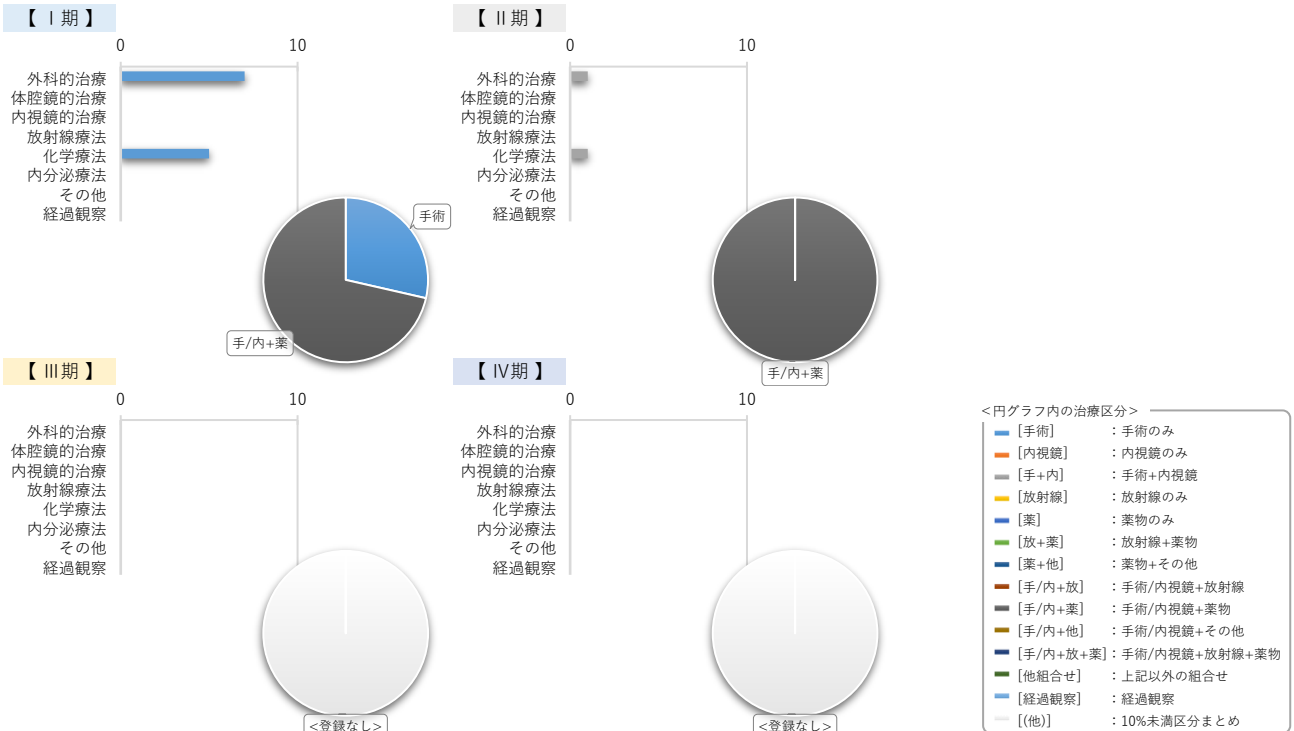 【 Ⅰ期 】
0 10
外科的治療
体腔鏡的治療
内視鏡的治療
放射線療法
化学療法
内分泌療法
その他
経過観察
手術
手/内+薬
【 Ⅱ期 】
0 10
外科的治療
体腔鏡的治療
内視鏡的治療
放射線療法
化学療法
内分泌療法
その他
経過観察
手/内+薬
【 Ⅲ期 】
0 10
外科的治療
体腔鏡的治療
内視鏡的治療
放射線療法
化学療法
内分泌療法
その他
経過観察
<登録なし>
【 Ⅳ期 】
0 10
外科的治療
体腔鏡的治療
内視鏡的治療
放射線療法
化学療法
内分泌療法
その他
経過観察
<登録なし>
<円グラフ内の治療区分>
[手術] ：手術のみ
[内視鏡] ：内視鏡のみ
[手+内] ：手術+内視鏡
[放射線] ：放射線のみ
[薬] ：薬物のみ
[放+薬] ：放射線+薬物
[薬+他] ：薬物+その他
[手/内+放] ：手術/内視鏡+放射線
[手/内+薬] ：手術/内視鏡+薬物
[手/内+他] ：手術/内視鏡+その他
[手/内+放+薬]：手術/内視鏡+放射線+薬物
[他組合せ] ：上記以外の組合せ
[経過観察] ：経過観察
[(他)] ：10%未満区分まとめ